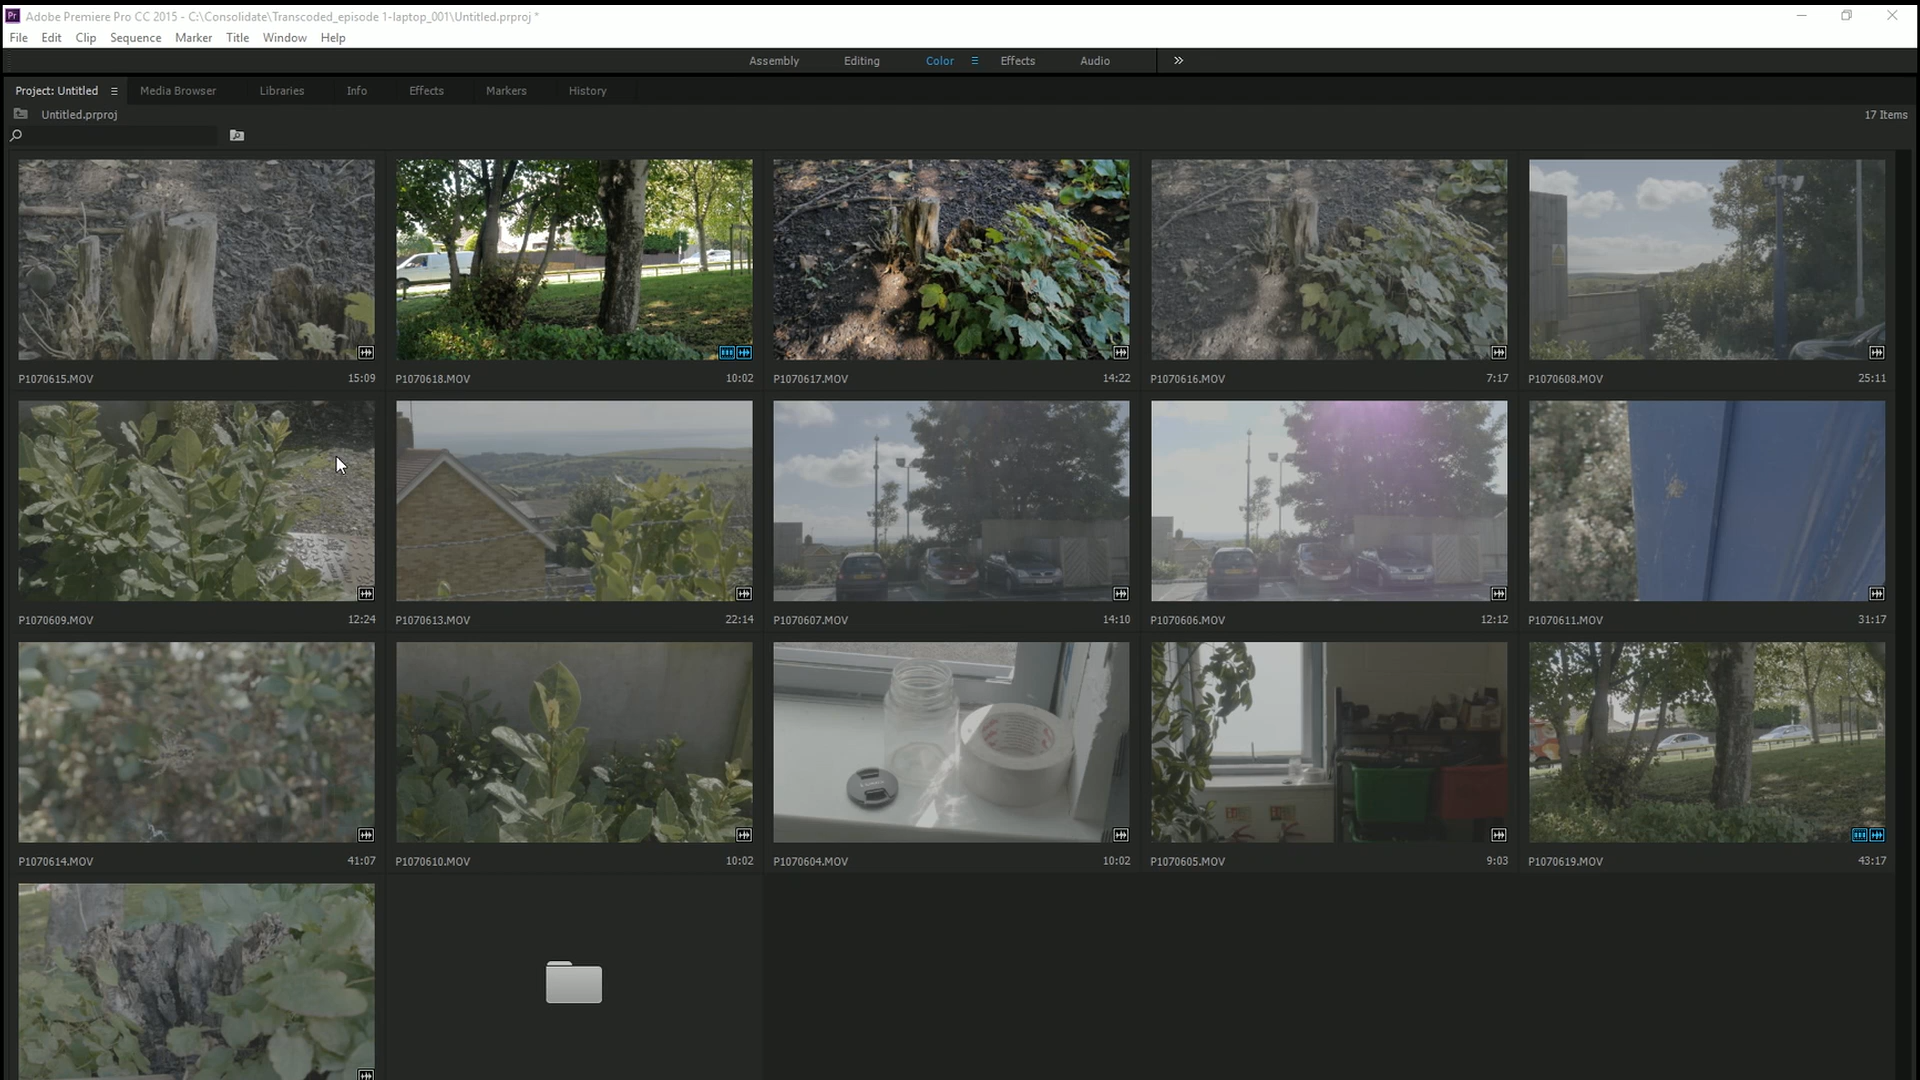 Pr Adobe Premiere Pro CC 2015 - C:\Consolidate\Transcoded_episode 1-laptop_001\Untitled.prproj *
File Edit Clip Sequence Marker Title Window Help
Assembly Editing Color Effects Audio
Project: Untitled Media Browser Libraries Info Effects Markers History
Untitled.prproj 17 Items
P1070615.MOV 15:09 P1070618.MOV 10:02 P1070617.MOV 14:22 P1070616.MOV 7:17 P1070608.MOV 25:11
P1070609.MOV 12:24 P1070613.MOV 22:14 P1070607.MOV 14:10 P1070606.MOV 12:12 P1070611.MOV 31:17
P1070614.MOV 41:07 P1070610.MOV 10:02 P1070604.MOV 10:02 P1070605.MOV 9:03 P1070619.MOV 43:17